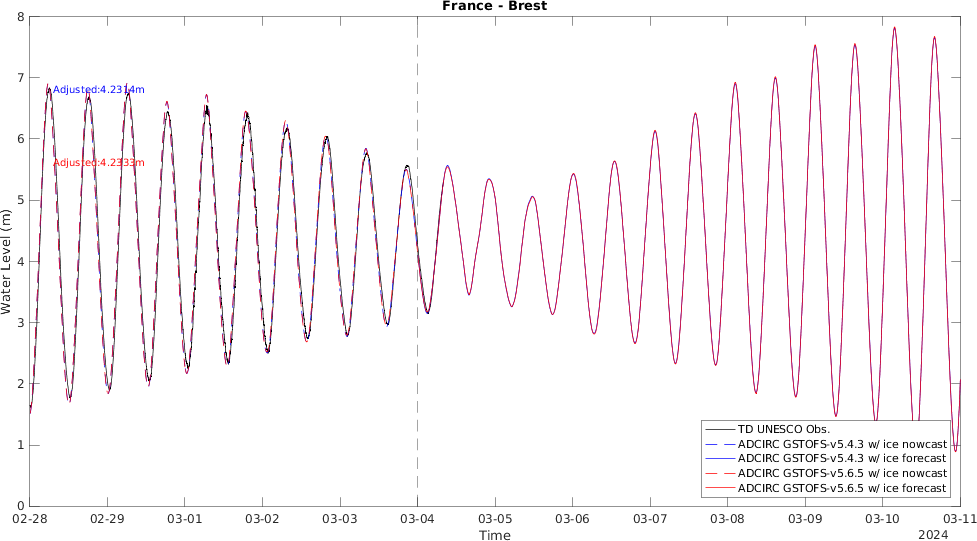 France - Brest
8
7
6
5
4
3
2
1
0
Water Level (m)
Adjusted:4.2314m
Adjusted:4.2333m
TD UNESCO Obs.
ADCIRC GSTOFS-v5.4.3 w/ ice nowcast
ADCIRC GSTOFS-v5.4.3 w/ ice forecast
ADCIRC GSTOFS-v5.6.5 w/ ice nowcast
ADCIRC GSTOFS-v5.6.5 w/ ice forecast
02-28 02-29 03-01 03-02 03-03 03-04 03-05 03-06 03-07 03-08 03-09 03-10 03-11
Time
2024